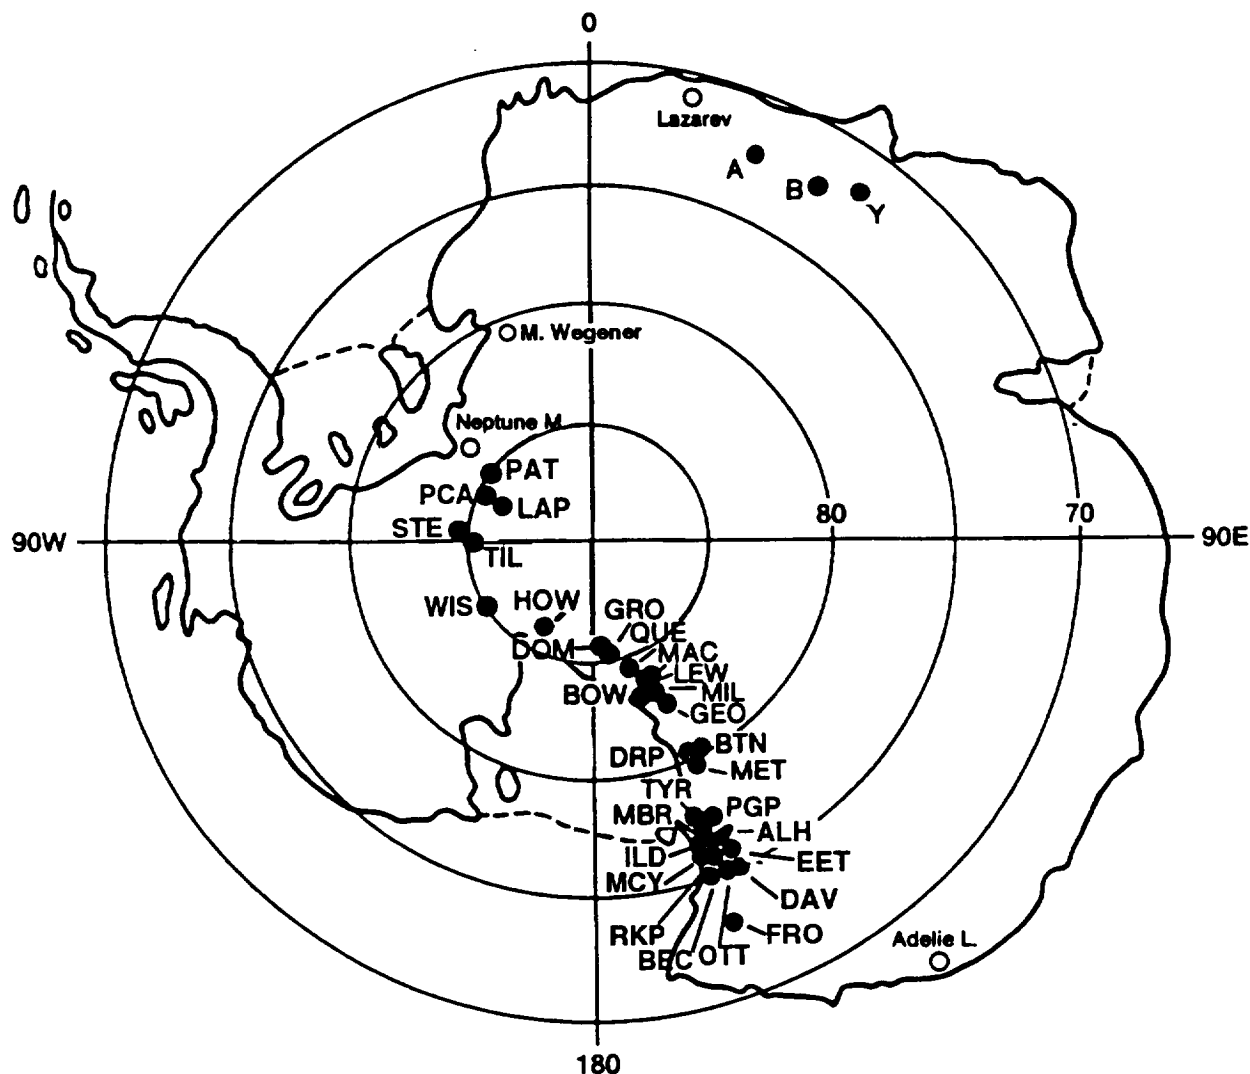 0
Lazarev
A
B
Y
M. Wegener
Neptune M
PAT
PCA
LAP
80
70
STE
90W
90E
TIL
WIS
HOW
GRO
QUE
DOM
MAC
LEW
BOW
MIL
GEO
DRP
BTN
MET
TYR
MBR
PGP
ALH
ILD
EET
MCY
DAV
RKP
FRO
BEC
OTT
Adelie L.
180